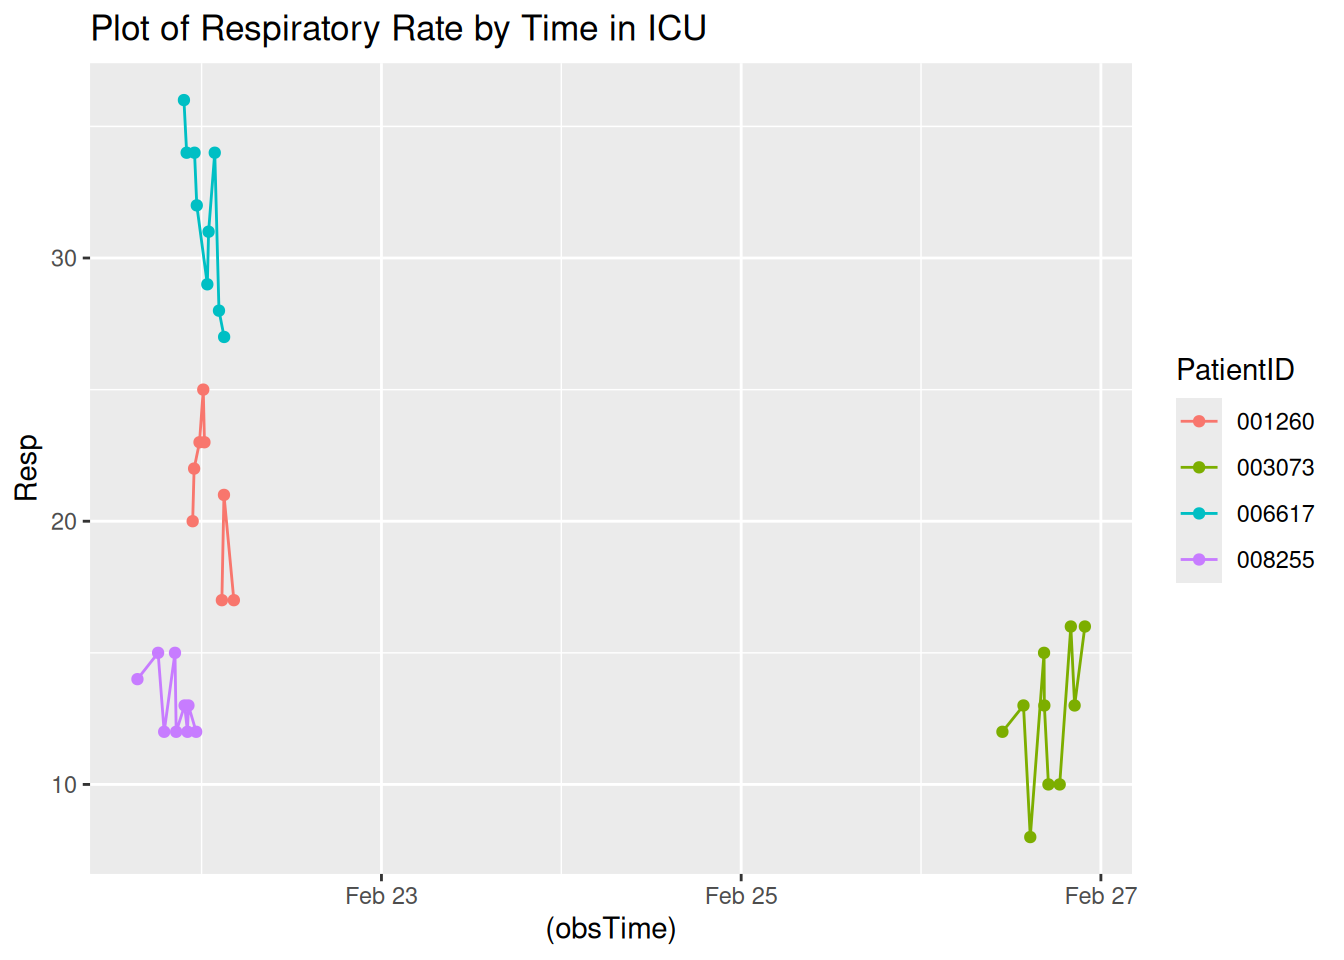 Plot of Respiratory Rate by Time in ICU
30
20
10
Resp
Feb 23
Feb 25
Feb 27
(obsTime)
PatientID
001260
003073
006617
008255